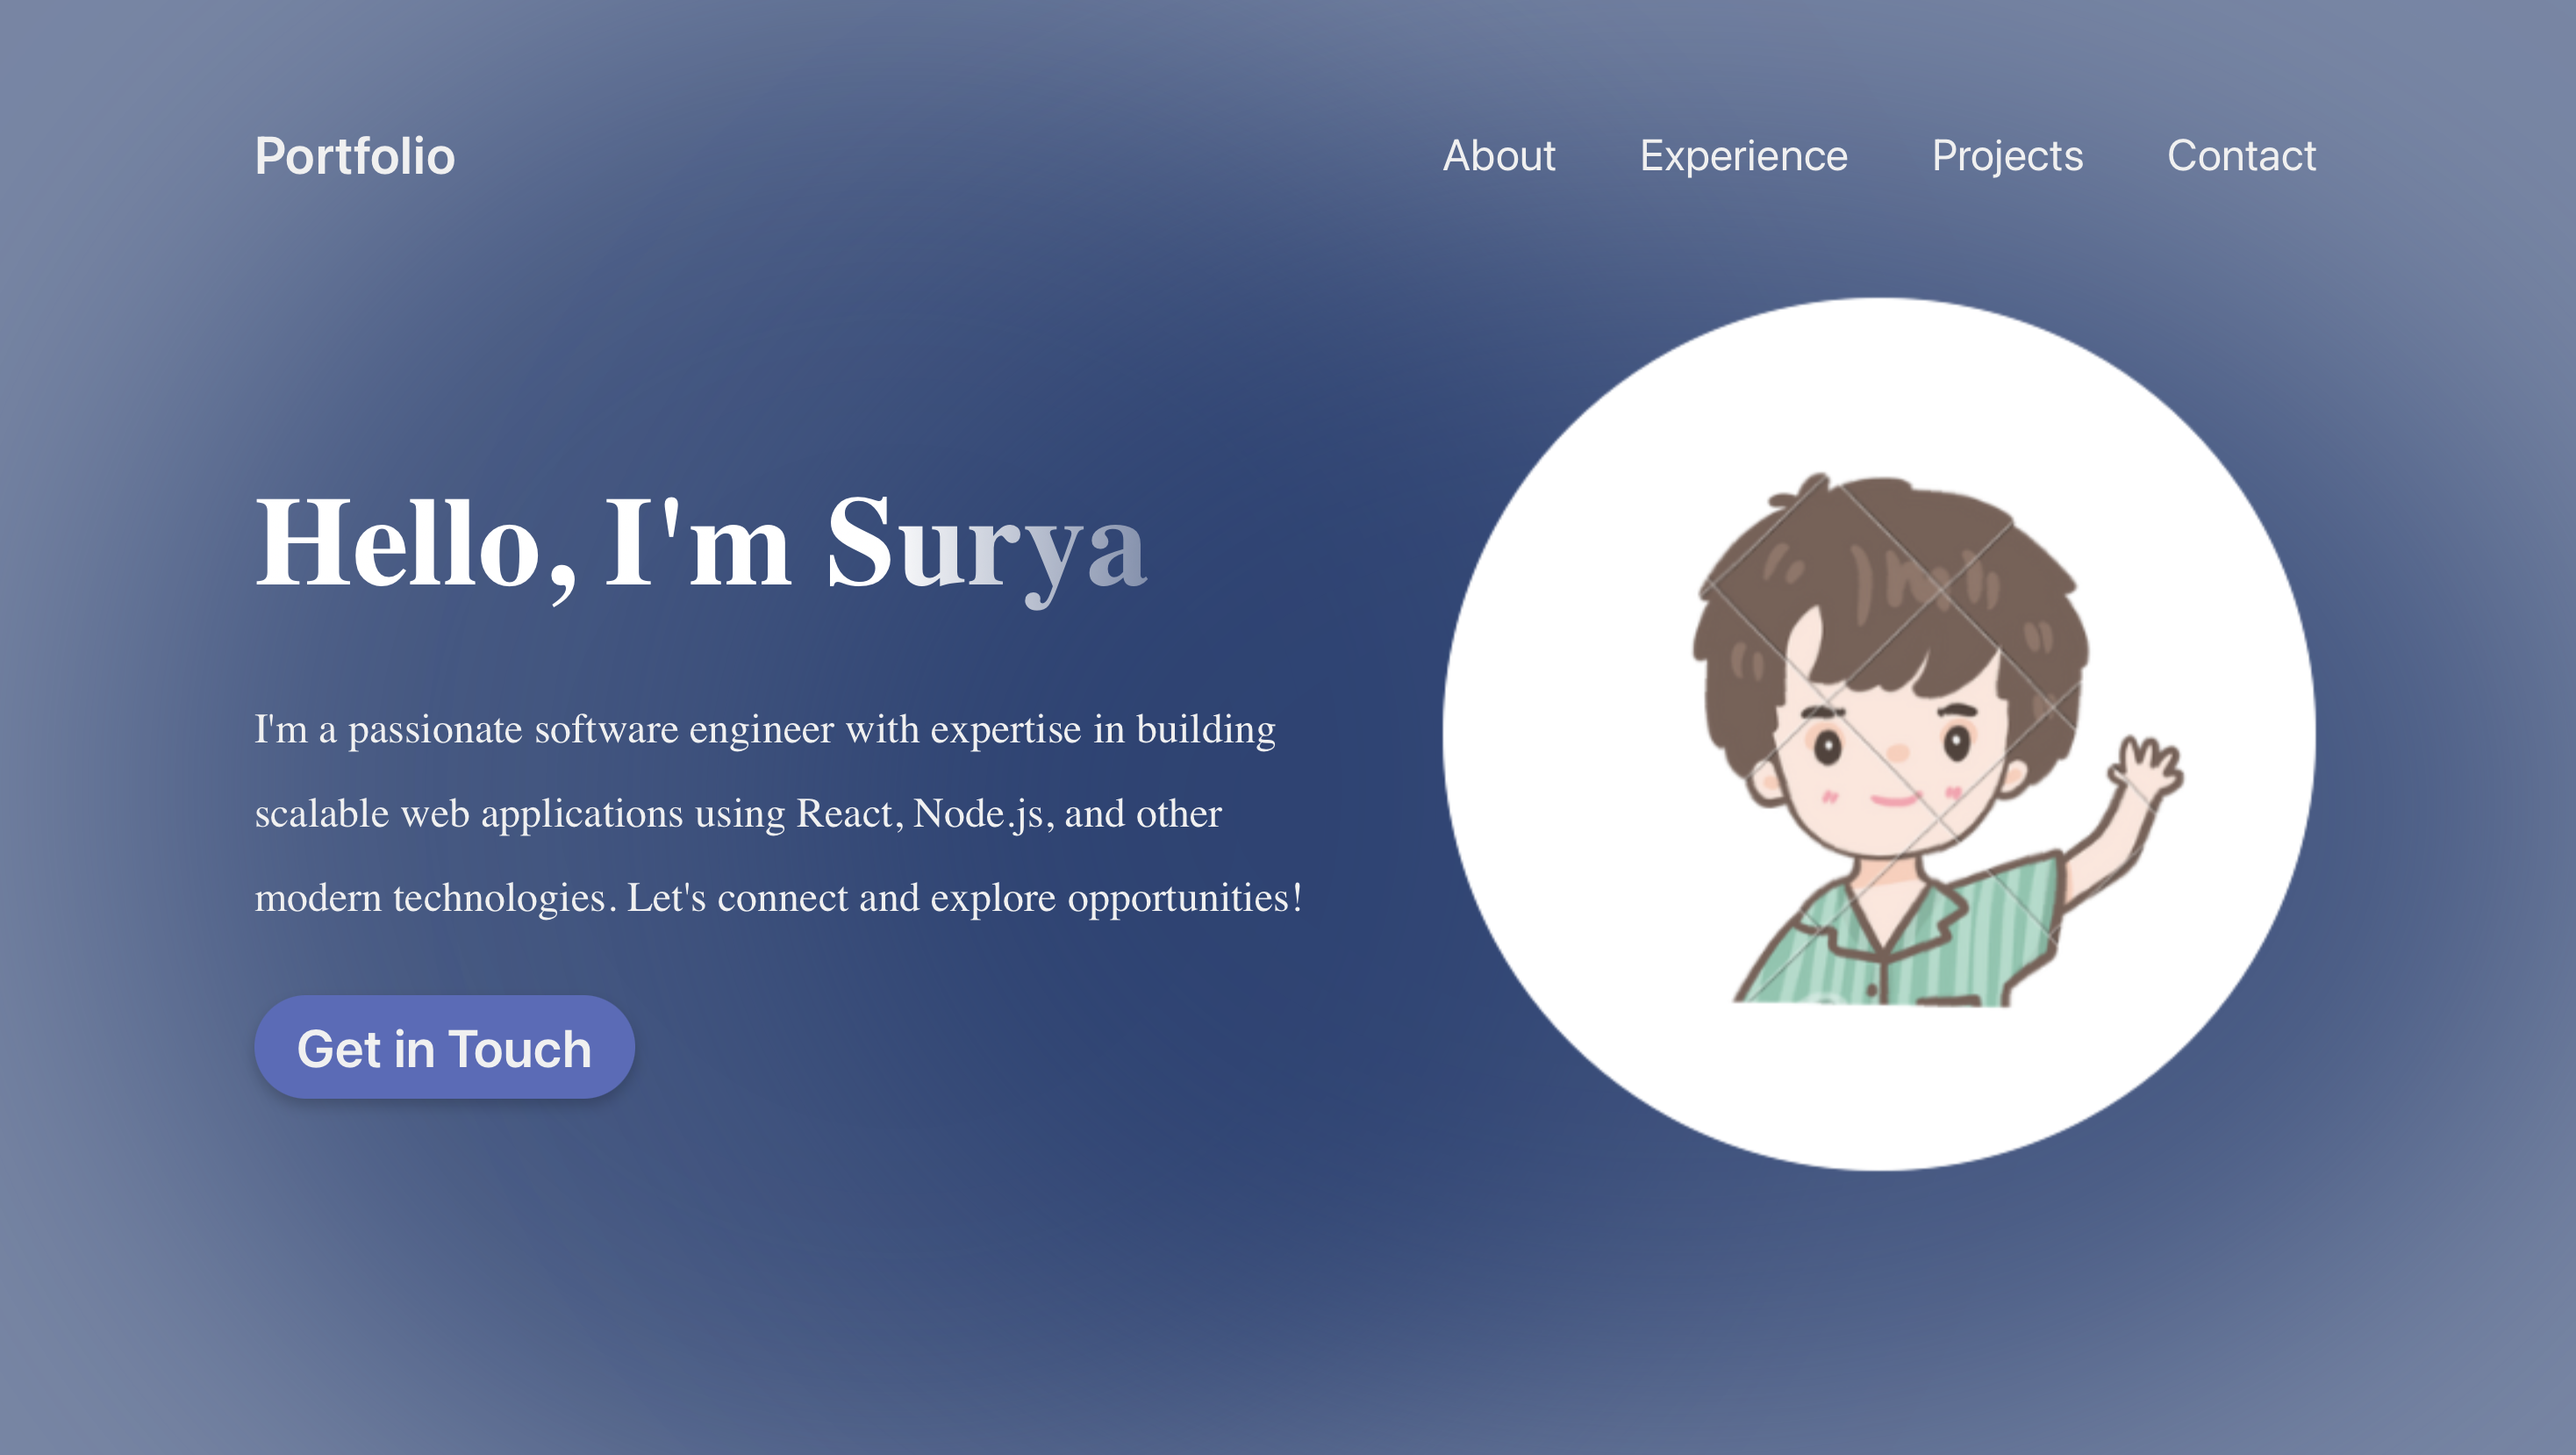 Portfolio
About Experience Projects Contact
Hello, I'm Surya
I'm a passionate software engineer with expertise in building
scalable web applications using React, Node.js, and other
modern technologies. Let's connect and explore opportunities!
Get in Touch